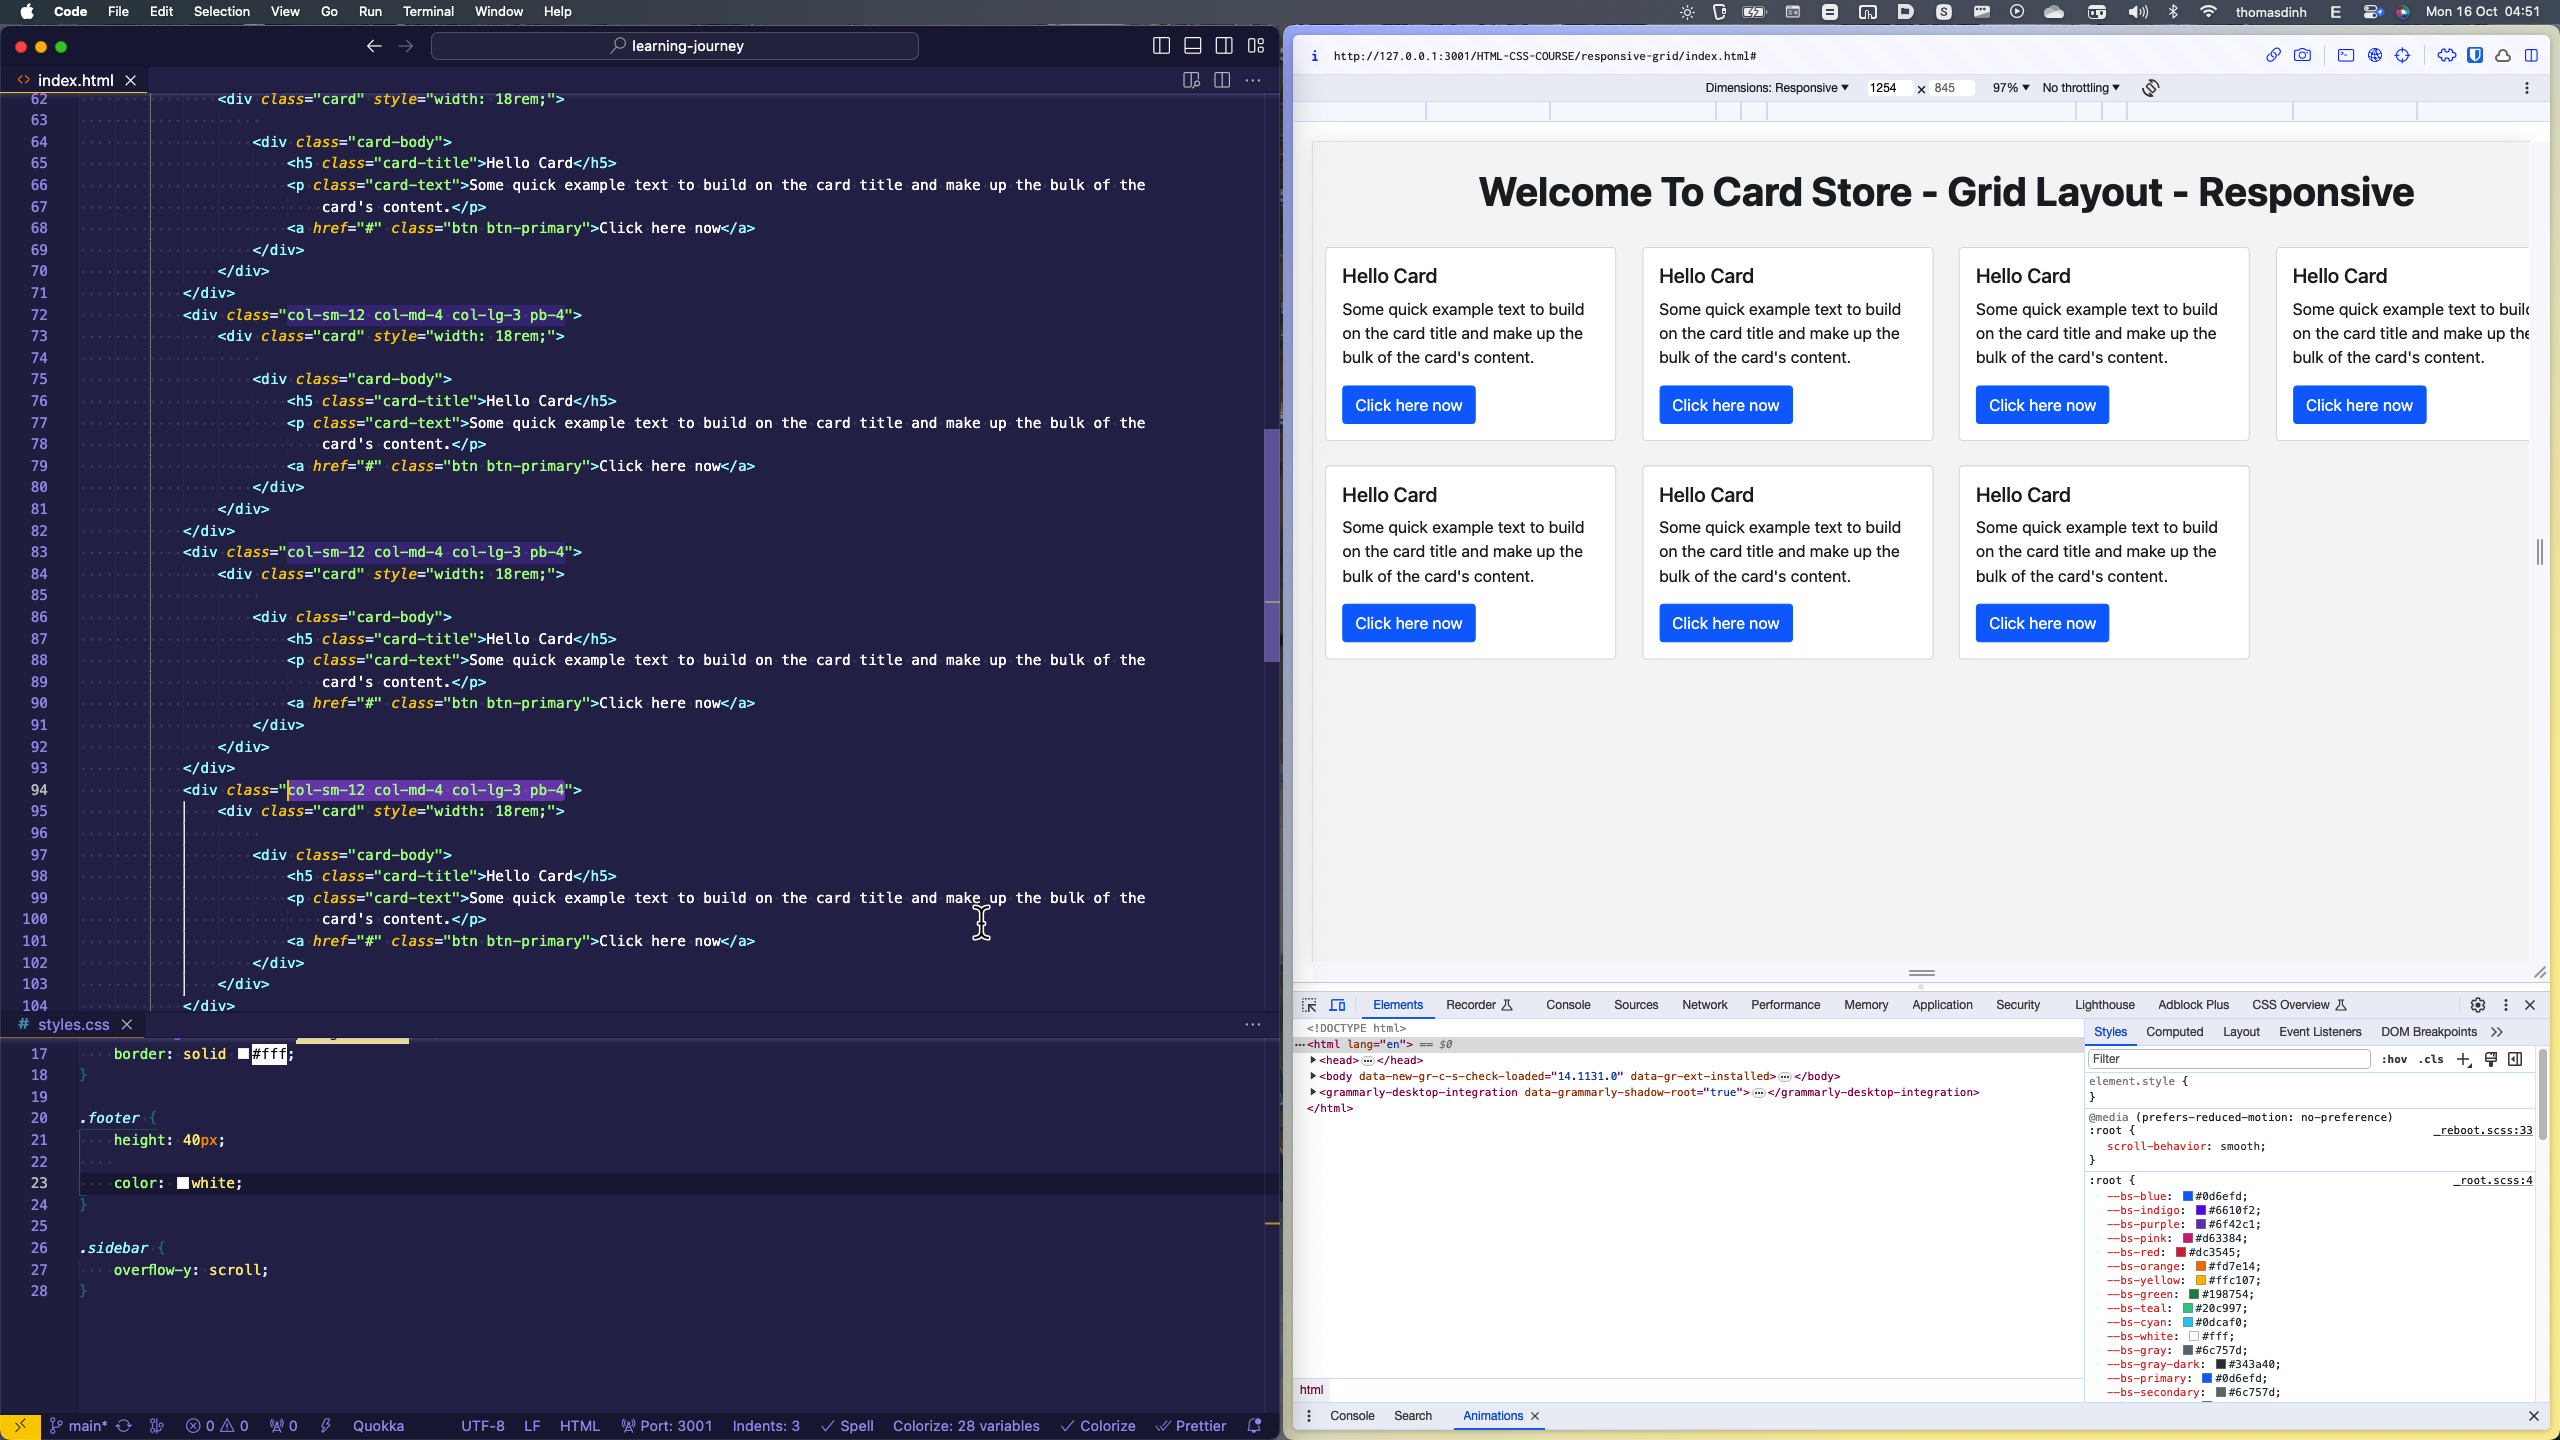 Code File Edit Selection View Go Run Terminal Window Help
thomasdinh E Mon 16 Oct 04:51
learning-journey
index.html
62 <div class="card" style="width: 18rem;">
63
64 <div class="card-body">
65 <h5 class="card-title">Hello Card</h5>
66 <p class="card-text">Some quick example text to build on the card title and make up the bulk of the
67 card's content.</p>
68 <a href="#" class="btn btn-primary">Click here now</a>
69 </div>
70 </div>
71 </div>
72 <div class="col-sm-12 col-md-4 col-lg-3 pb-4">
73 <div class="card" style="width: 18rem;">
74
75 <div class="card-body">
76 <h5 class="card-title">Hello Card</h5>
77 <p class="card-text">Some quick example text to build on the card title and make up the bulk of the
78 card's content.</p>
79 <a href="#" class="btn btn-primary">Click here now</a>
80 </div>
81 </div>
82 </div>
83 <div class="col-sm-12 col-md-4 col-lg-3 pb-4">
84 <div class="card" style="width: 18rem;">
85
86 <div class="card-body">
87 <h5 class="card-title">Hello Card</h5>
88 <p class="card-text">Some quick example text to build on the card title and make up the bulk of the
89 card's content.</p>
90 <a href="#" class="btn btn-primary">Click here now</a>
91 </div>
92 </div>
93 </div>
94 <div class="col-sm-12 col-md-4 col-lg-3 pb-4">
95 <div class="card" style="width: 18rem;">
96
97 <div class="card-body">
98 <h5 class="card-title">Hello Card</h5>
99 <p class="card-text">Some quick example text to build on the card title and make up the bulk of the
100 card's content.</p>
101 <a href="#" class="btn btn-primary">Click here now</a>
102 </div>
103 </div>
104 </div>
# styles.css
17 border: solid #fff;
18 }
19
20 .footer {
21 height: 40px;
22
23 color: white;
24 }
25
26 .sidebar {
27 overflow-y: scroll;
28 }
main* 0 0 0 Quokka UTF-8 LF HTML Port: 3001 Indents: 3 Spell Colorize: 28 variables Colorize Prettier
http://127.0.0.1:3001/HTML-CSS-COURSE/responsive-grid/index.html#
Dimensions: Responsive 1254 x 845 97% No throttling
Welcome To Card Store - Grid Layout - Responsive
Hello Card Hello Card Hello Card Hello Card
Some quick example text to build Some quick example text to build Some quick example text to build Some quick example text to
on the card title and make up the on the card title and make up the on the card title and make up the on the card title and make up the
bulk of the card's content. bulk of the card's content. bulk of the card's content. bulk of the card's content.
Click here now Click here now Click here now Click here now
Hello Card Hello Card Hello Card
Some quick example text to build Some quick example text to build Some quick example text to build
on the card title and make up the on the card title and make up the on the card title and make up the
bulk of the card's content. bulk of the card's content. bulk of the card's content.
Click here now Click here now Click here now
Elements Recorder Console Sources Network Performance Memory Application Security Lighthouse Adblock Plus CSS Overview
<!DOCTYPE html>
<html lang="en"> == $0
<head> </head>
<body data-new-gr-c-s-check-loaded="14.1131.0" data-gr-ext-installed> </body>
<grammarly-desktop-integration data-grammarly-shadow-root="true"> </grammarly-desktop-integration>
</html>
html
Styles Computed Layout Event Listeners DOM Breakpoints
Filter :hov .cls
element.style {
}
@media (prefers-reduced-motion: no-preference)
:root { _reboot.scss:33
scroll-behavior: smooth;
}
:root { _root.scss:4
--bs-blue: #0d6efd;
--bs-indigo: #6610f2;
--bs-purple: #6f42c1;
--bs-pink: #d63384;
--bs-red: #dc3545;
--bs-orange: #fd7e14;
--bs-yellow: #ffc107;
--bs-green: #198754;
--bs-teal: #20c997;
--bs-cyan: #0dcaf0;
--bs-white: #fff;
--bs-gray: #6c757d;
--bs-gray-dark: #343a40;
--bs-primary: #0d6efd;
--bs-secondary: #6c757d;
Console Search Animations